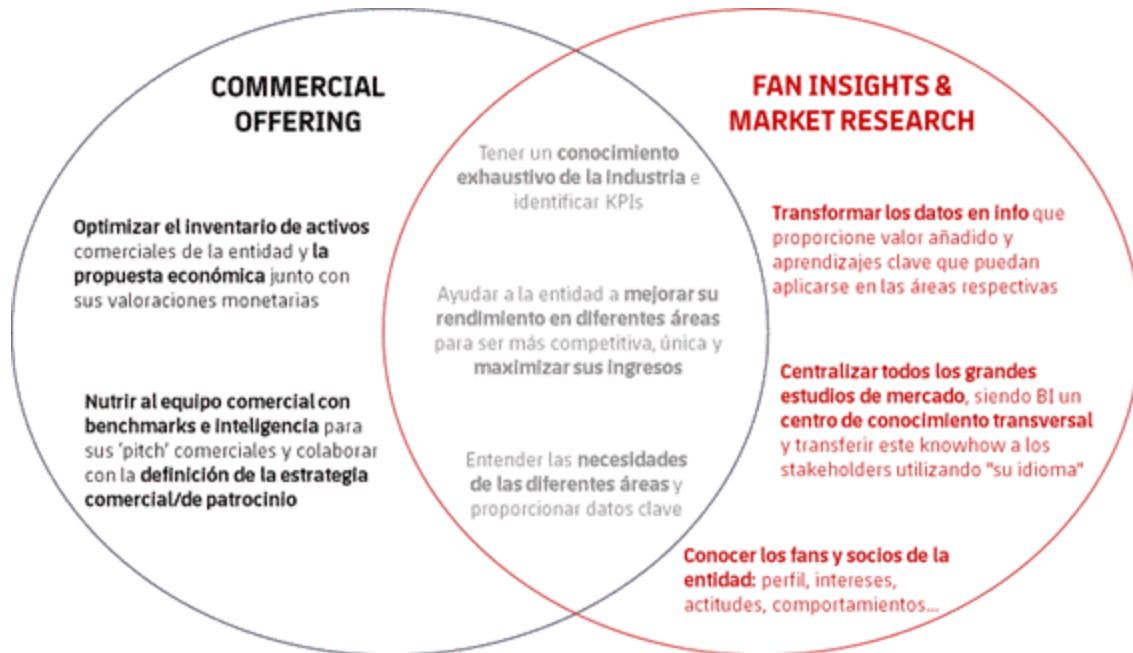 COMMERCIAL
OFFERING
Optimizar el inventario de activos
comerciales de la entidad y la
propuesta económica junto con
sus valoraciones monetarias
Nutrir al equipo comercial con
benchmarks e inteligencia para
sus ‘pitch’ comerciales y colaborar
con la definición de la estrategia
comercial/de patrocinio
Tener un conocimiento
exhaustivo de la industria e
identificar KPIs
Ayudar a la entidad a mejorar su
rendimiento en diferentes áreas
para ser más competitiva, única y
maximizar sus ingresos
Entender las necesidades
de las diferentes áreas y
proporcionar datos clave
FAN INSIGHTS &
MARKET RESEARCH
Transformar los datos en info que
proporcione valor añadido y
aprendizajes clave que puedan
aplicarse en las áreas respectivas
Centralizar todos los grandes
estudios de mercado, siendo BI un
centro de conocimiento transversal
y transferir este knowhow a los
stakeholders utilizando "su idioma"
Conocer los fans y socios de la
entidad: perfil, intereses,
actitudes, comportamientos...